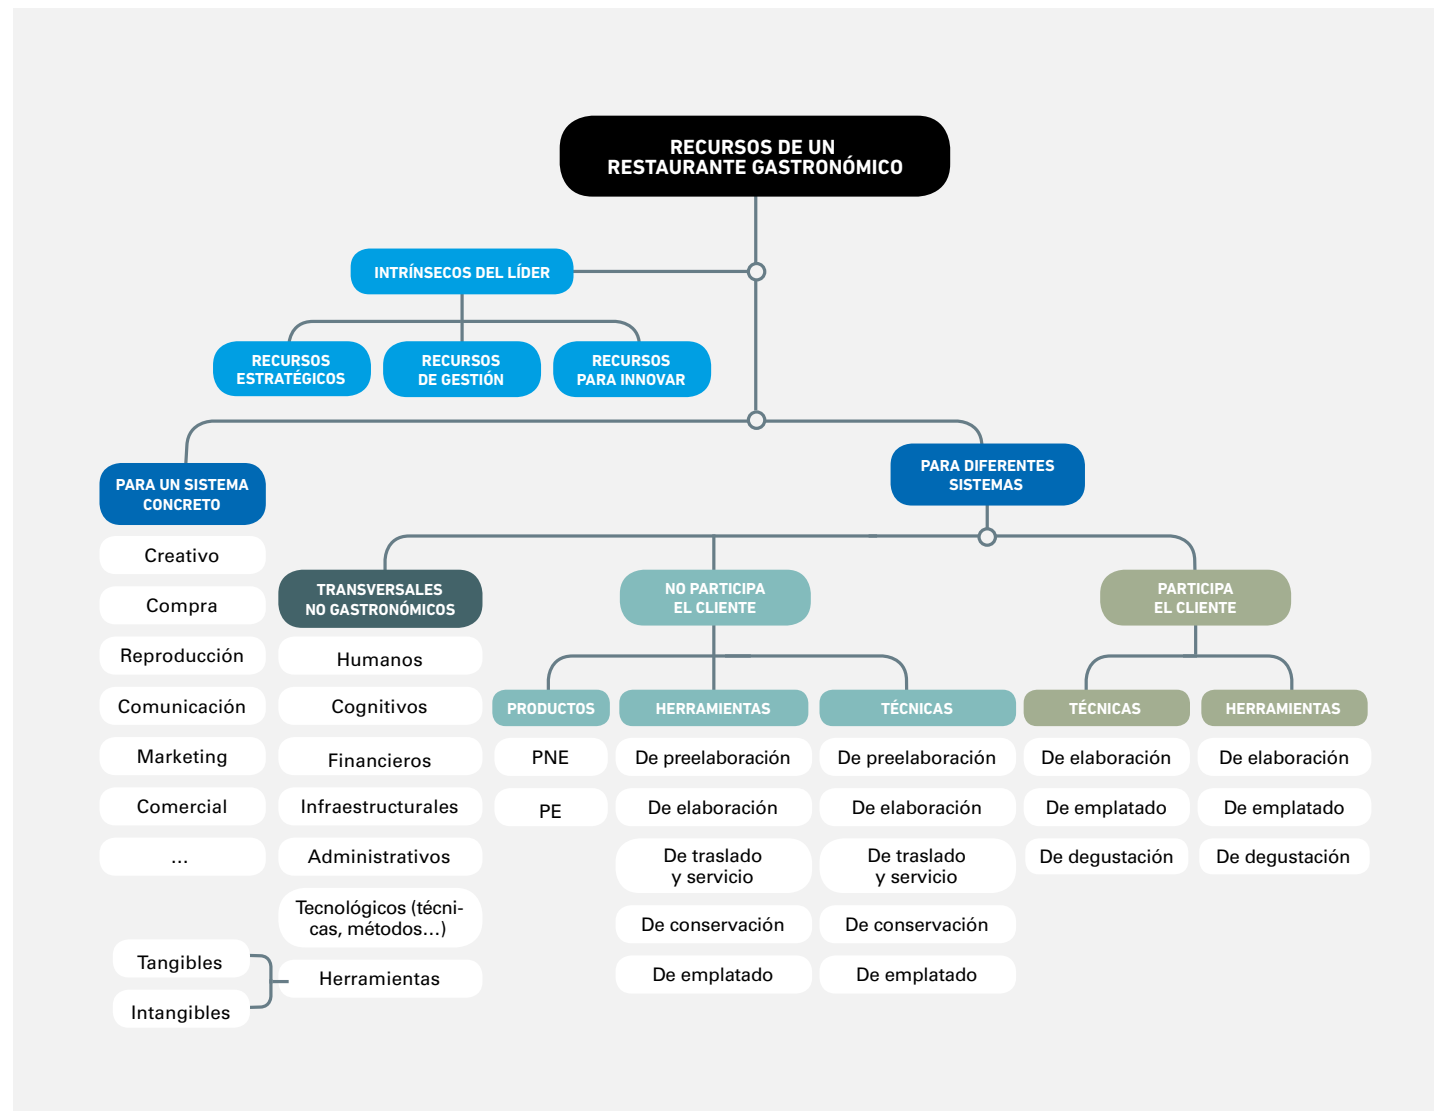 RECURSOS DE UN
RESTAURANTE GASTRONÓMICO
INTRÍNSECOS DEL LÍDER
RECURSOS
ESTRATÉGICOS
RECURSOS
DE GESTIÓN
RECURSOS
PARA INNOVAR
PARA UN SISTEMA
CONCRETO
Creativo
Compra
Reproducción
Comunicación
Marketing
Comercial
...
PARA DIFERENTES
SISTEMAS
TRANSVERSALES
NO GASTRONÓMICOS
Humanos
Cognitivos
Financieros
Infraestructurales
Administrativos
Tecnológicos (técni-
cas, métodos...)
Herramientas
Tangibles
Intangibles
NO PARTICIPA
EL CLIENTE
PRODUCTOS
PNE
PE
HERRAMIENTAS
De preelaboración
De elaboración
De traslado
y servicio
De conservación
De emplatado
TÉCNICAS
De preelaboración
De elaboración
De traslado
y servicio
De conservación
De emplatado
PARTICIPA
EL CLIENTE
TÉCNICAS
De elaboración
De emplatado
De degustación
HERRAMIENTAS
De elaboración
De emplatado
De degustación